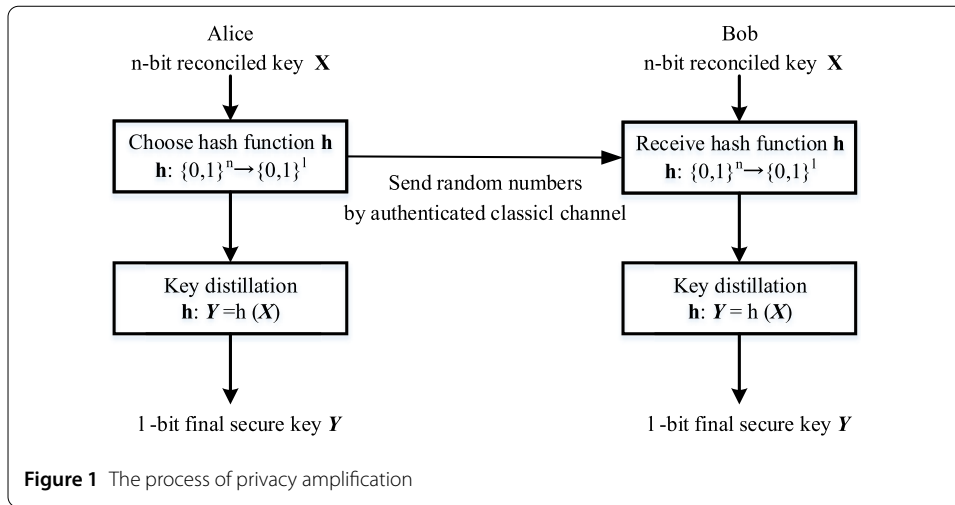 Alice
n-bit reconciled key X
Choose hash function h
h: {0,1}ⁿ→{0,1}ˡ
Key distillation
h: Y =h (X)
l -bit final secure key Y
Send random numbers
by authenticated classicl channel
Bob
n-bit reconciled key X
Receive hash function h
h: {0,1}ⁿ→{0,1}ˡ
Key distillation
h: Y = h (X)
l -bit final secure key Y
Figure 1 The process of privacy amplification